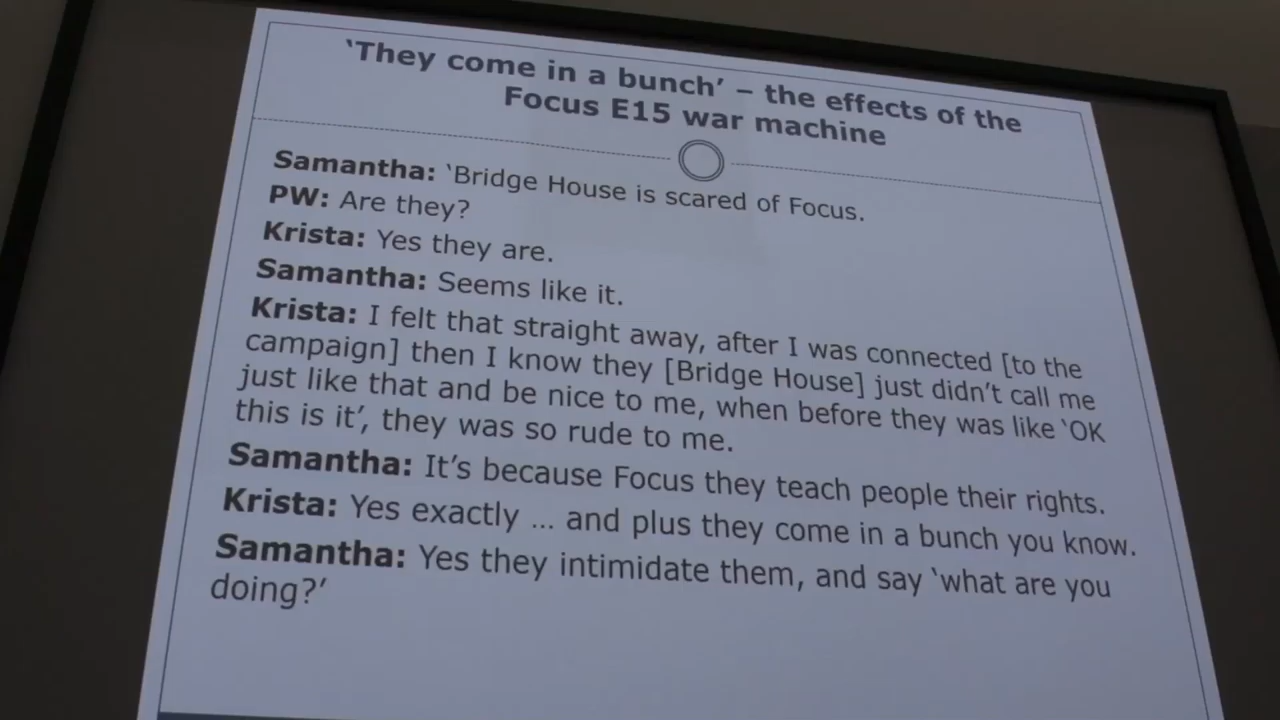 ‘They come in a bunch’ – the effects of the
Focus E15 war machine
Samantha: ‘Bridge House is scared of Focus.
PW: Are they?
Krista: Yes they are.
Samantha: Seems like it.
Krista: I felt that straight away, after I was connected [to the
campaign] then I know they [Bridge House] just didn’t call me
just like that and be nice to me, when before they was like ‘OK
this is it’, they was so rude to me.
Samantha: It’s because Focus they teach people their rights.
Krista: Yes exactly … and plus they come in a bunch you know.
Samantha: Yes they intimidate them, and say ‘what are you
doing?’